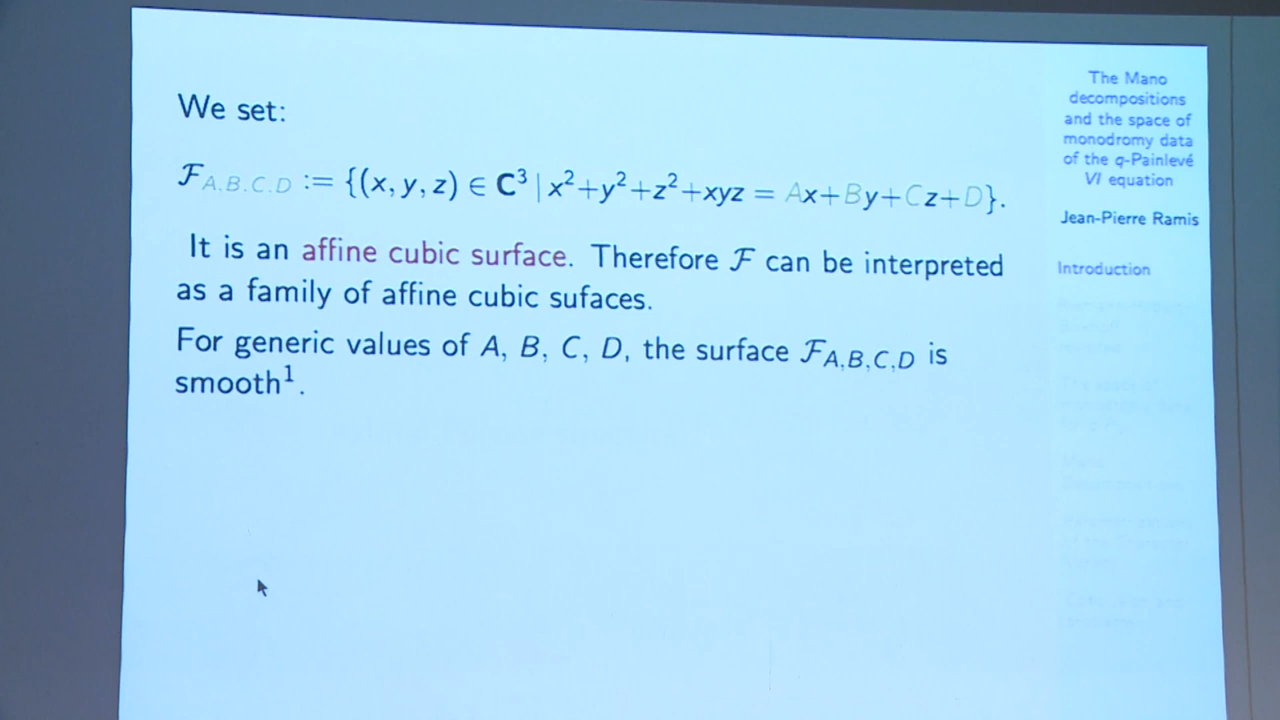 We set:
ℱ_{A.B.C.D} := {(x, y, z) ∈ C³ | x²+y²+z²+xyz = Ax+By+Cz+D}.
It is an affine cubic surface. Therefore ℱ can be interpreted
as a family of affine cubic sufaces.
For generic values of A, B, C, D, the surface ℱ_{A,B,C,D} is
smooth¹.
The Mano
decompositions
and the space of
monodromy data
of the q-Painlevé
VI equation
Jean-Pierre Ramis
Introduction